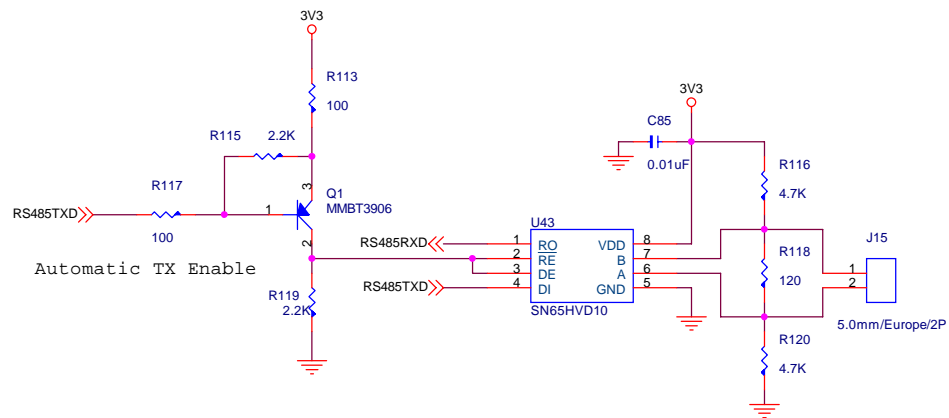 3V3
R113
100
R115
2.2K
3
Q1
MMBT3906
R117
1
RS485TXD
100
2
Automatic TX Enable
R119
2.2K
3V3
C85
0.01uF
R116
4.7K
U43
RS485RXD
1
RO
VDD
8
2
RE
B
7
3
DE
A
6
RS485TXD
4
DI
GND
5
SN65HVD10
R118
120
J15
1
2
5.0mm/Europe/2P
R120
4.7K